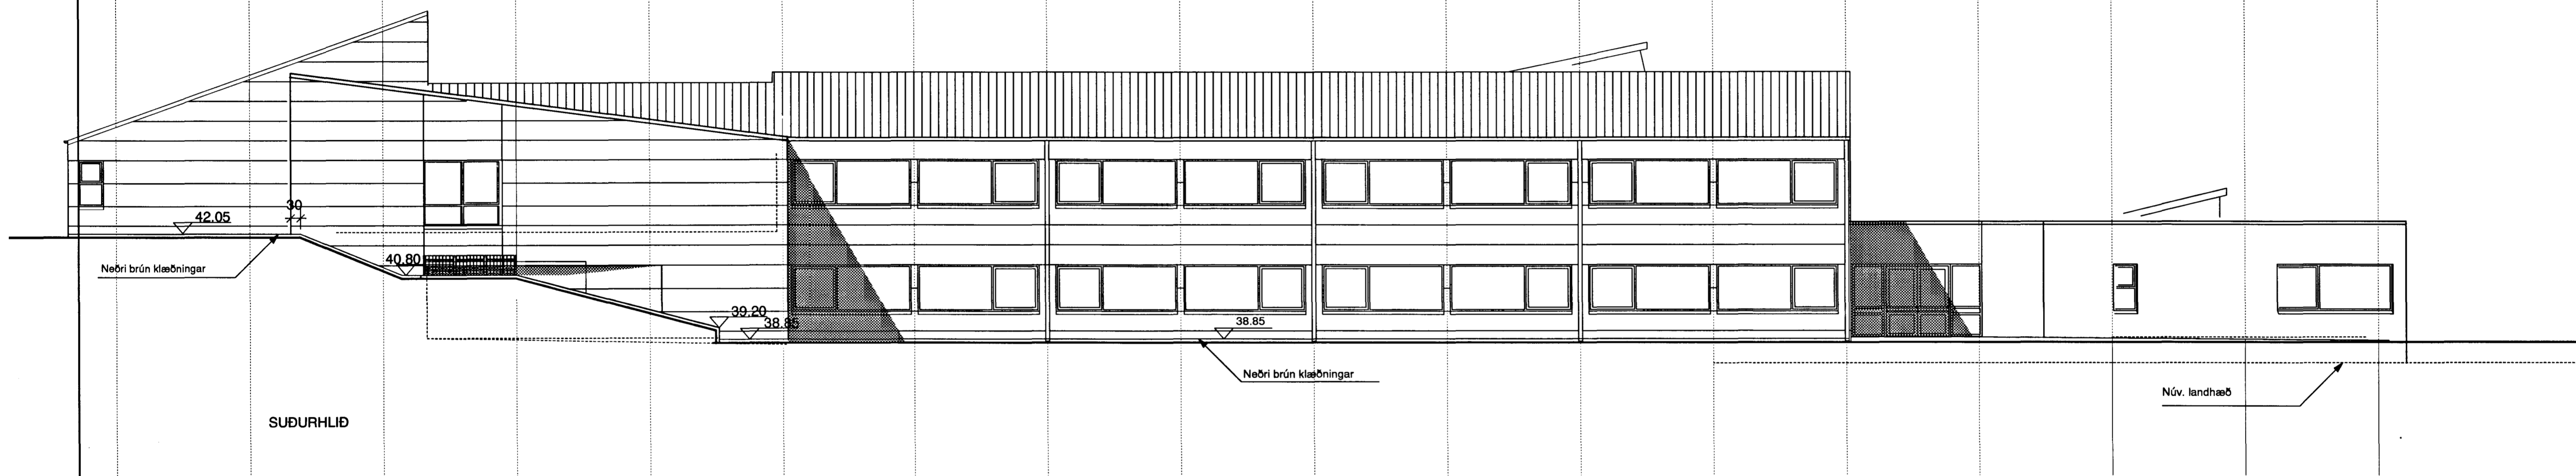 30
42.05
Neðri brún klæðningar
40.80
39.20
38.85
38.85
Neðri brún klæðningar
Núv. landhæð
SUÐURHLIÐ